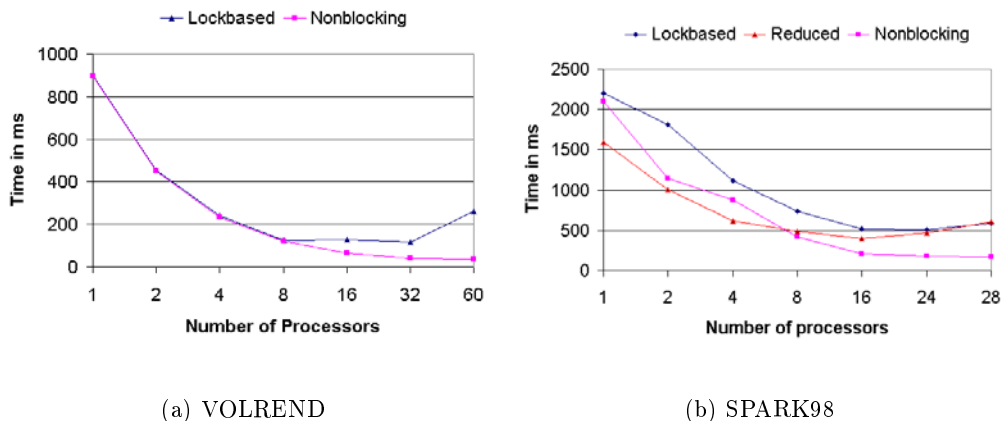 Lockbased Nonblocking
1000
800
600
400
200
0
Time in ms
1 2 4 8 16 32 60
Number of Processors
(a) VOLREND
Lockbased Reduced Nonblocking
2500
2000
1500
1000
500
0
Time in ms
1 2 4 8 16 24 28
Number of processors
(b) SPARK98